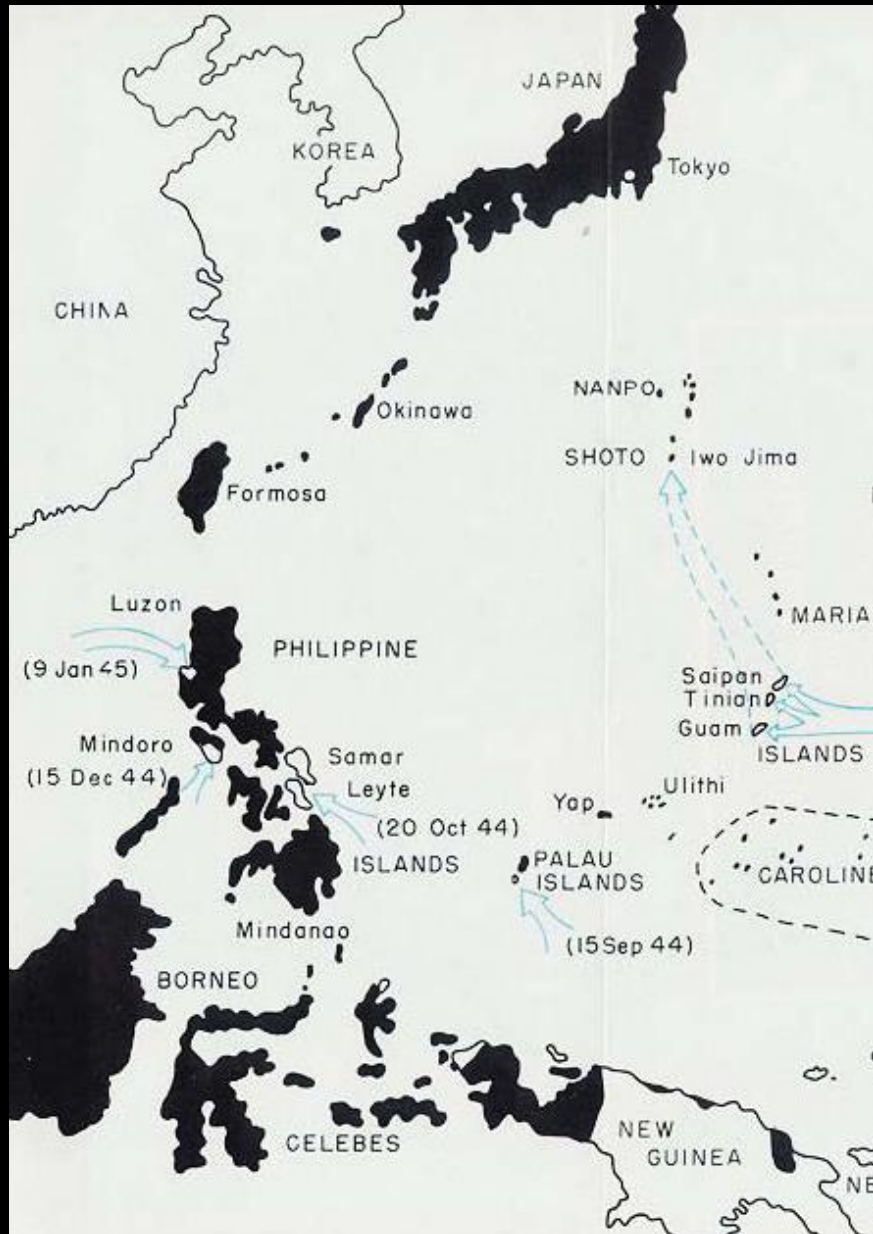 JAPAN
KOREA
Tokyo
CHINA
NANPO
Okinawa
SHOTO Iwo Jima
Formosa
Luzon
MARIA
PHILIPPINE
(9 Jan 45)
Saipan
Tinian
Guam
Mindoro
Samar
ISLANDS
(15 Dec 44)
Leyte
Ulithi
Yap
(20 Oct 44)
ISLANDS
PALAU
ISLANDS
CAROLINE
Mindanao
(15 Sep 44)
BORNEO
NEW
GUINEA
CELEBES
NE